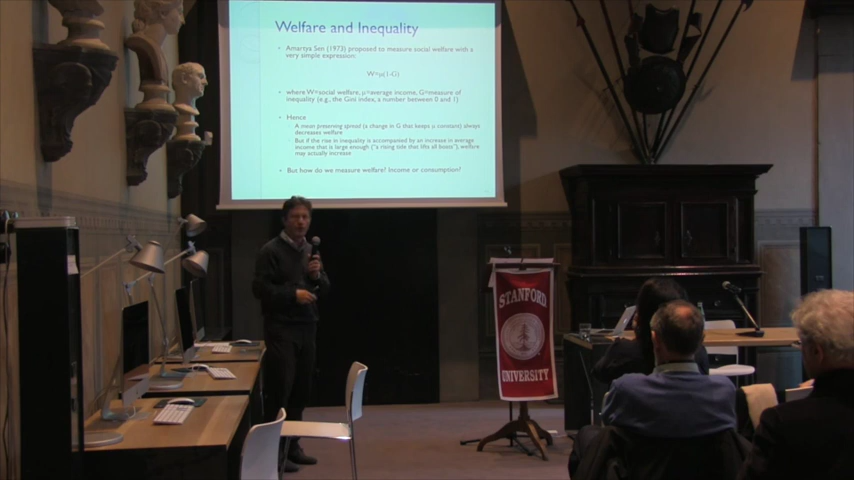 Welfare and Inequality
• Amartya Sen (1973) proposed to measure social welfare with a
very simple expression:
W=μ(1-G)
• where W=social welfare, μ=average income, G=measure of
inequality (e.g., the Gini index, a number between 0 and 1)
• Hence
A mean preserving spread (a change in G that keeps μ constant) always
decreases welfare
But if the rise in inequality is accompanied by an increase in average
income that is large enough ("a rising tide that lifts all boats"), welfare
may actually increase
• But how do we measure welfare? Income or consumption?
STANFORD
UNIVERSITY